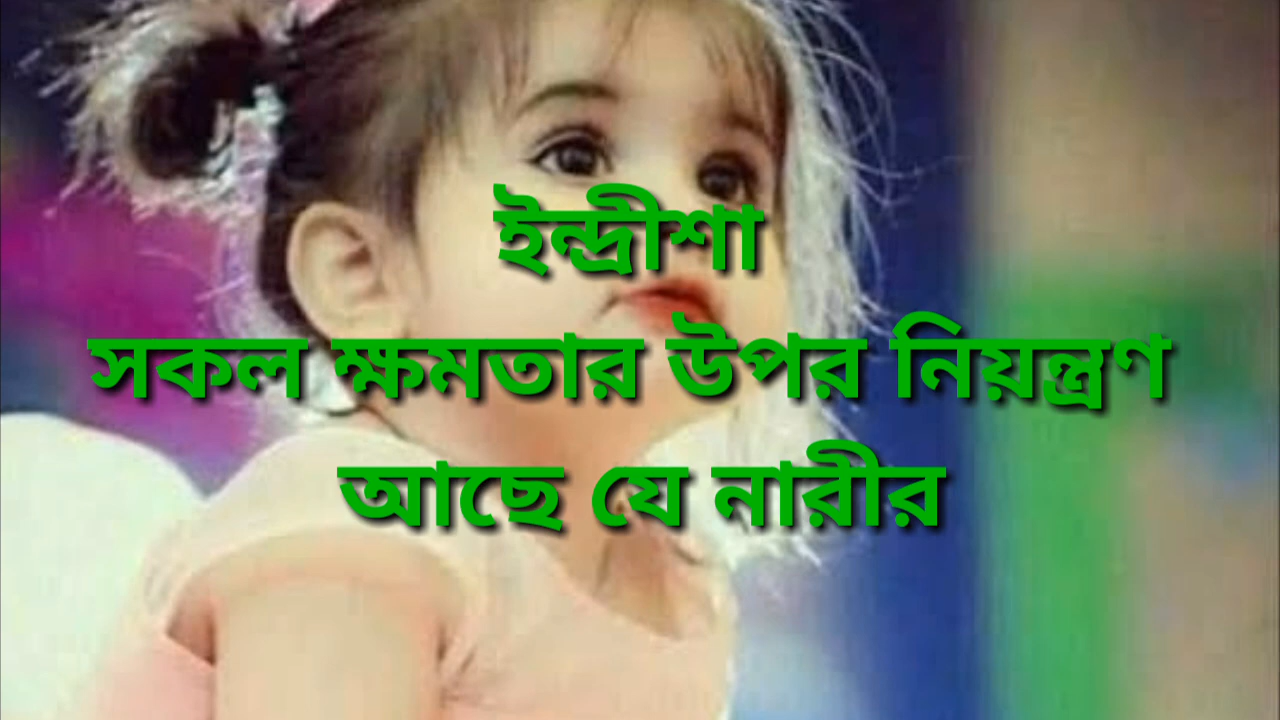 ইন্দ্রীশা
সকল ক্ষমতার উপর নিয়ন্ত্রণ
আছে যে নারীর